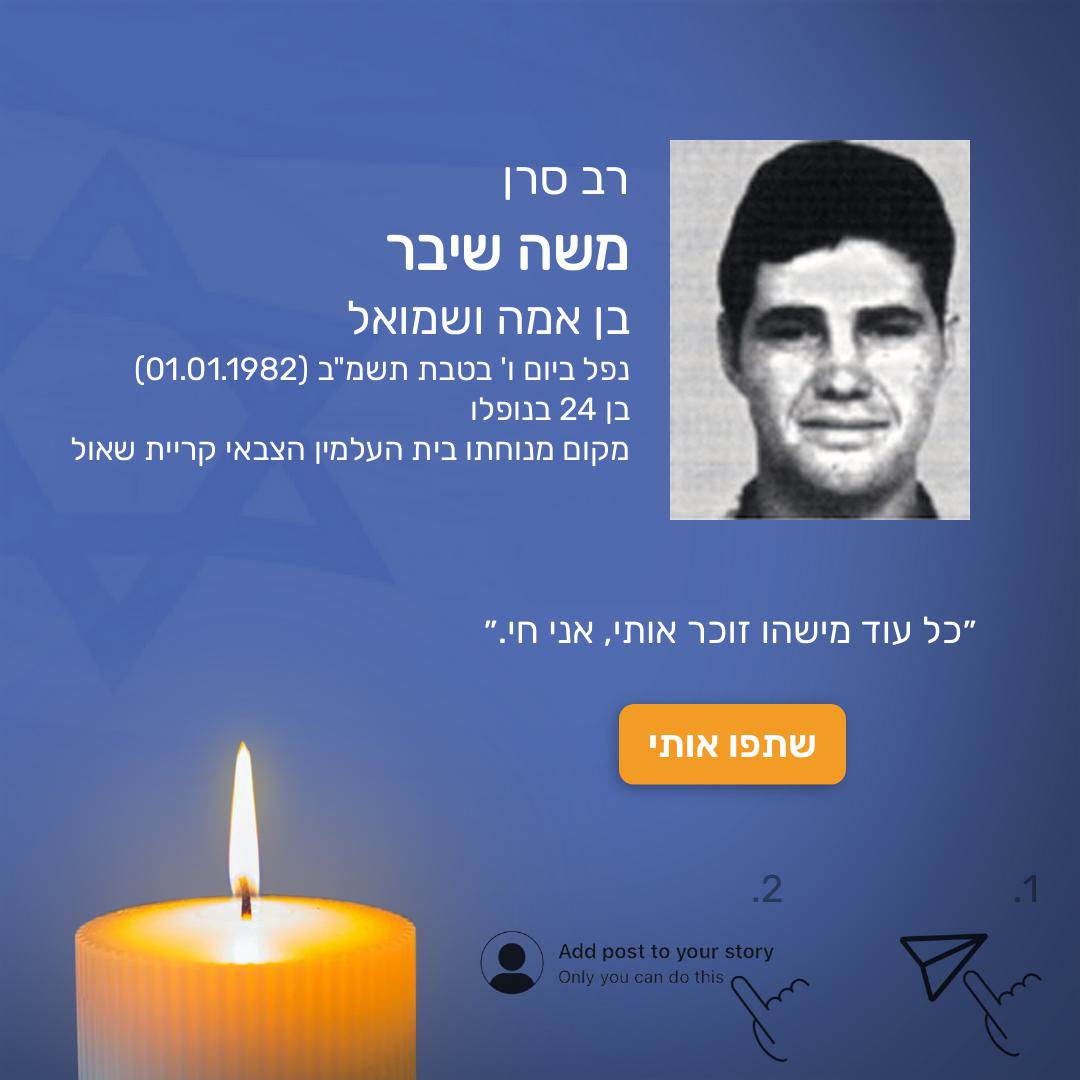 רב סרן
משה שיבר
בן אמה ושמואל
נפל ביום ו' בטבת תשמ"ב (01.01.1982)
בן 24 בנופלו
מקום מנוחתו בית העלמין הצבאי קריית שאול
״כל עוד מישהו זוכר אותי, אני חי.״
שתפו אותי
1.
2.
Add post to your story
Only you can do this